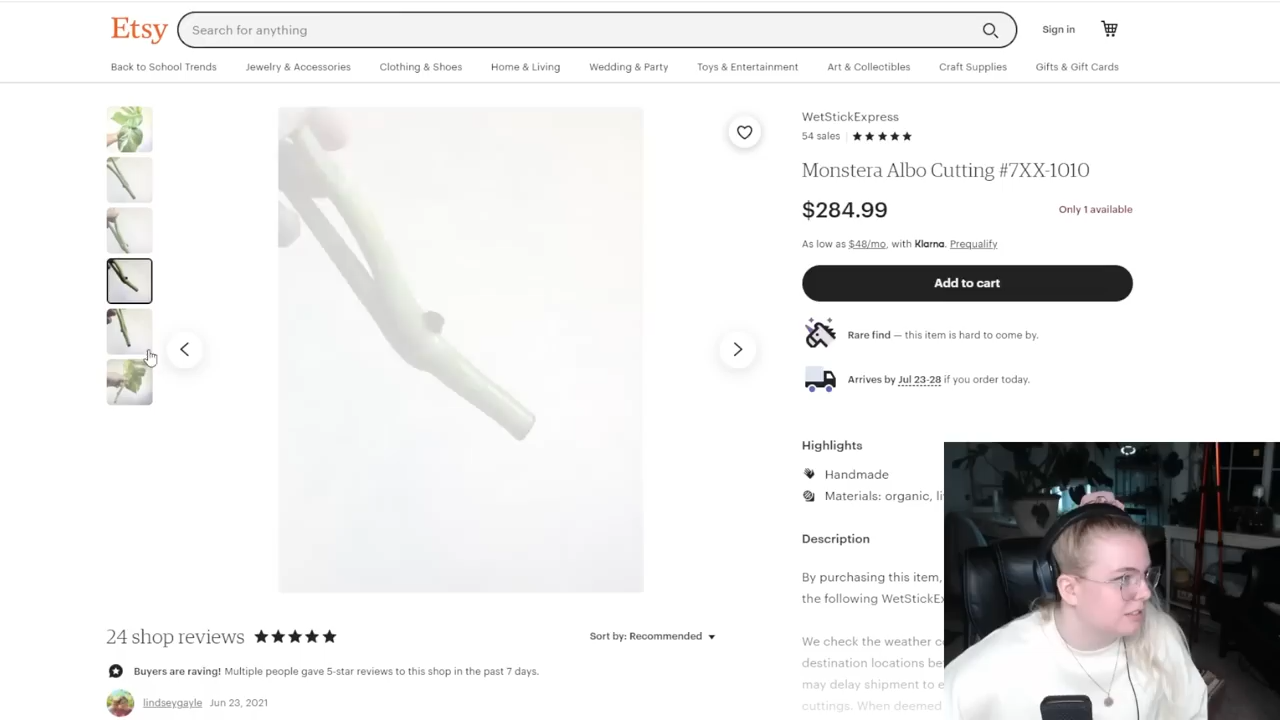 Etsy
Search for anything
Sign in
Back to School Trends
Jewelry & Accessories
Clothing & Shoes
Home & Living
Wedding & Party
Toys & Entertainment
Art & Collectibles
Craft Supplies
Gifts & Gift Cards
WetStickExpress
54 sales
Monstera Albo Cutting #7XX-1010
$284.99
Only 1 available
As low as $48/mo, with Klarna. Prequalify
Add to cart
Rare find — this item is hard to come by.
Arrives by Jul 23-28 if you order today.
Highlights
Handmade
Materials: organic, li
Description
By purchasing this item,
the following WetStickEx
We check the weather c
destination locations be
may delay shipment to e
cuttings. When deemed
24 shop reviews
Sort by: Recommended
Buyers are raving! Multiple people gave 5-star reviews to this shop in the past 7 days.
lindseygayle Jun 23, 2021